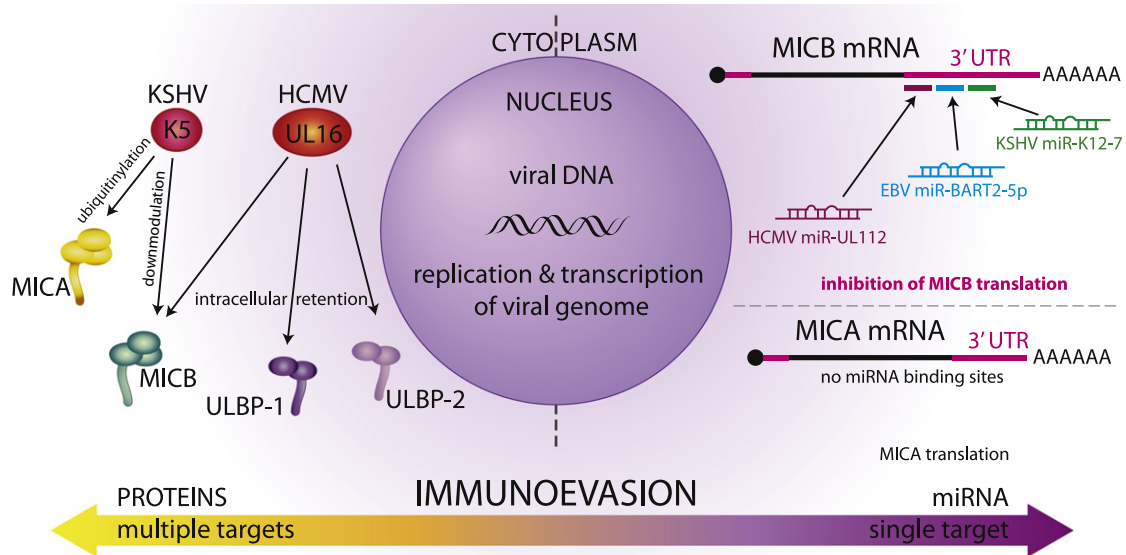 CYTOPLASM
NUCLEUS
viral DNA
replication & transcription
of viral genome
KSHV
K5
HCMV
UL16
ubiquitinylation
downmodulation
intracellular retention
MICA
MICB
ULBP-1
ULBP-2
MICB mRNA
3' UTR
AAAAAA
KSHV miR-K12-7
EBV miR-BART2-5p
HCMV miR-UL112
inhibition of MICB translation
MICA mRNA
3' UTR
AAAAAA
no miRNA binding sites
MICA translation
IMMUNOEVASION
PROTEINS
multiple targets
miRNA
single target